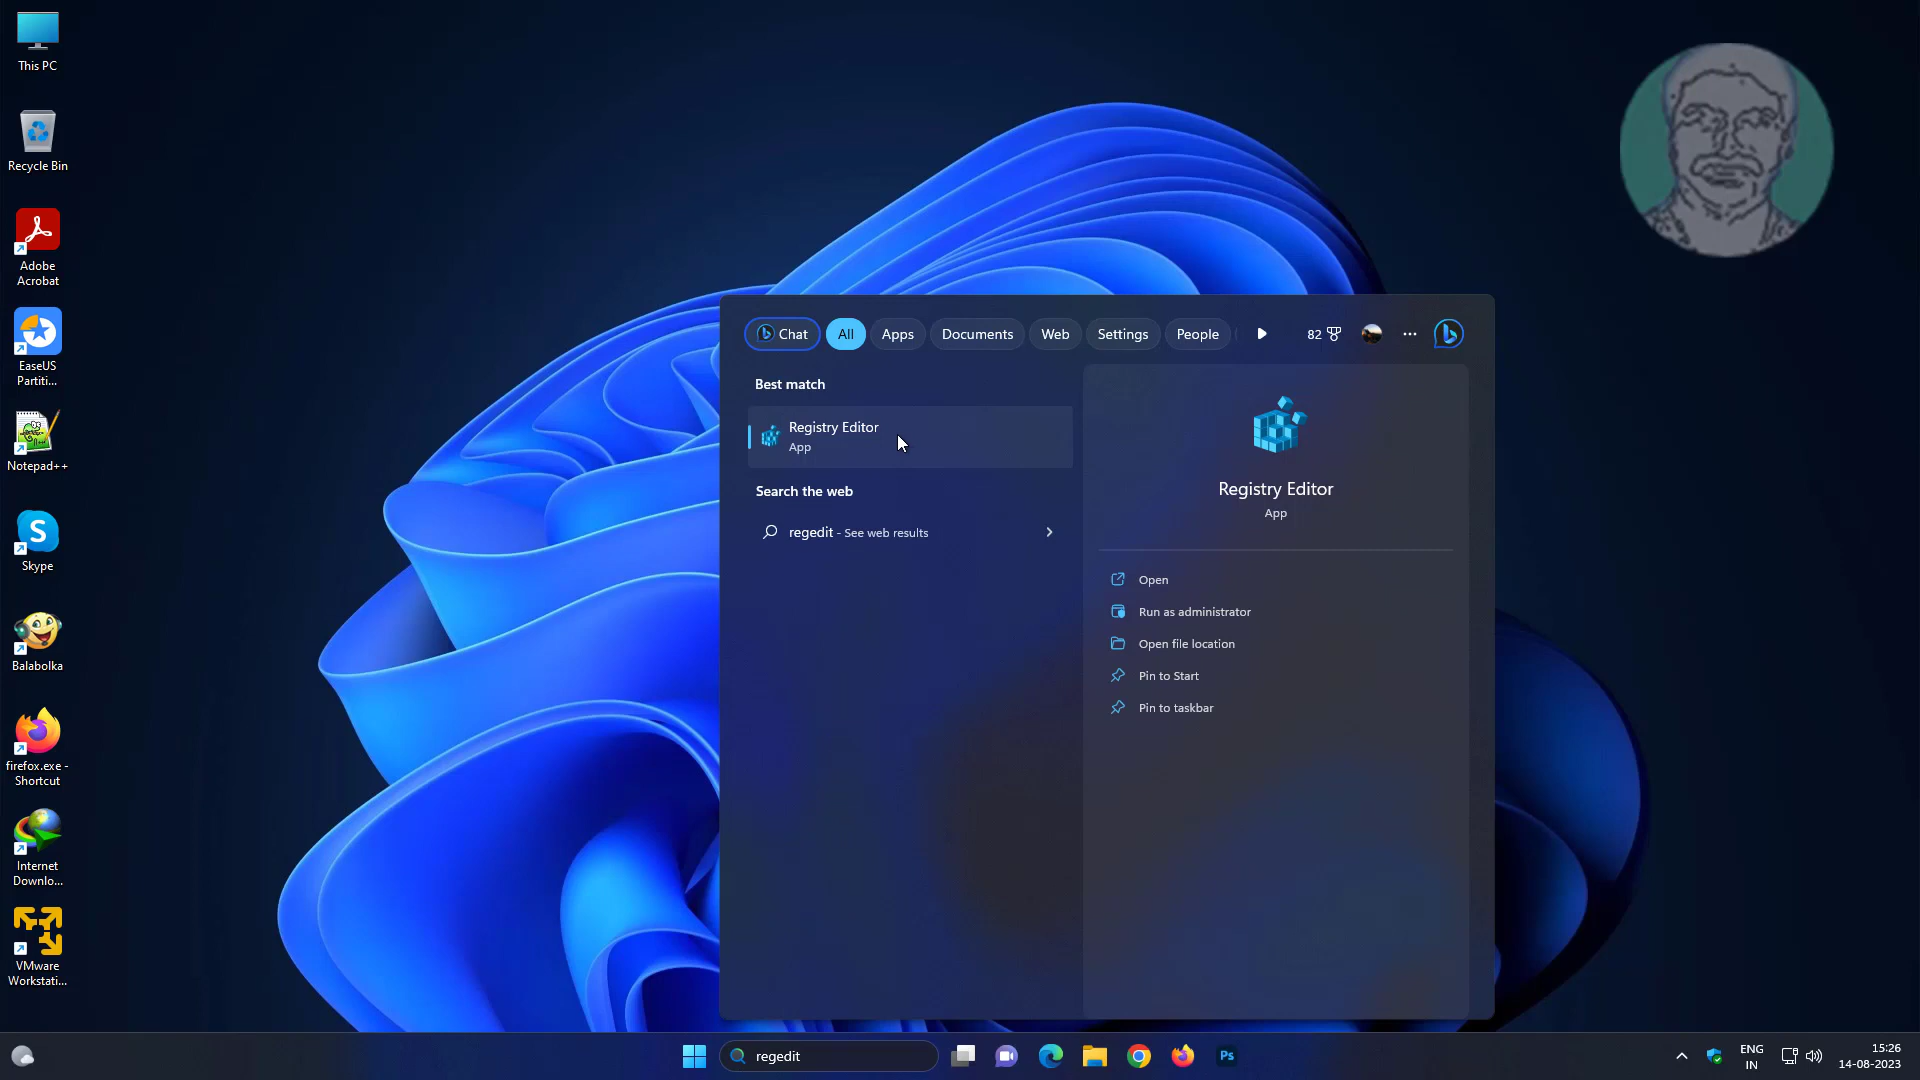 This PC
Recycle Bin
Adobe
Acrobat
EaseUS
Partiti...
Notepad++
Skype
Balabolka
firefox.exe -
Shortcut
Internet
Downlo...
VMware
Workstati...
Chat
All
Apps
Documents
Web
Settings
People
82
Best match
Registry Editor
App
Search the web
regedit - See web results
Registry Editor
App
Open
Run as administrator
Open file location
Pin to Start
Pin to taskbar
regedit
Ps
ENG
IN
15:26
14-08-2023